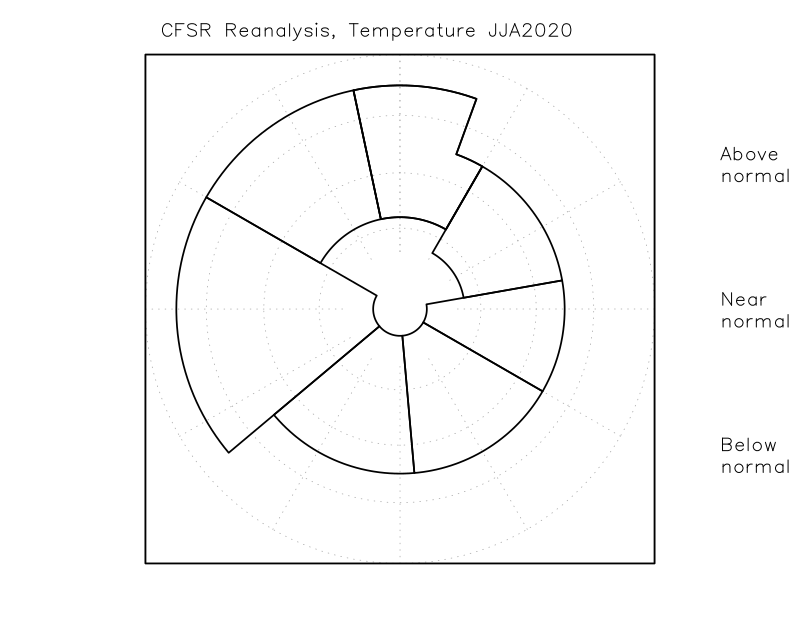 CFSR Reanalysis, Temperature JJA2020
Above
normal
Near
normal
Below
normal